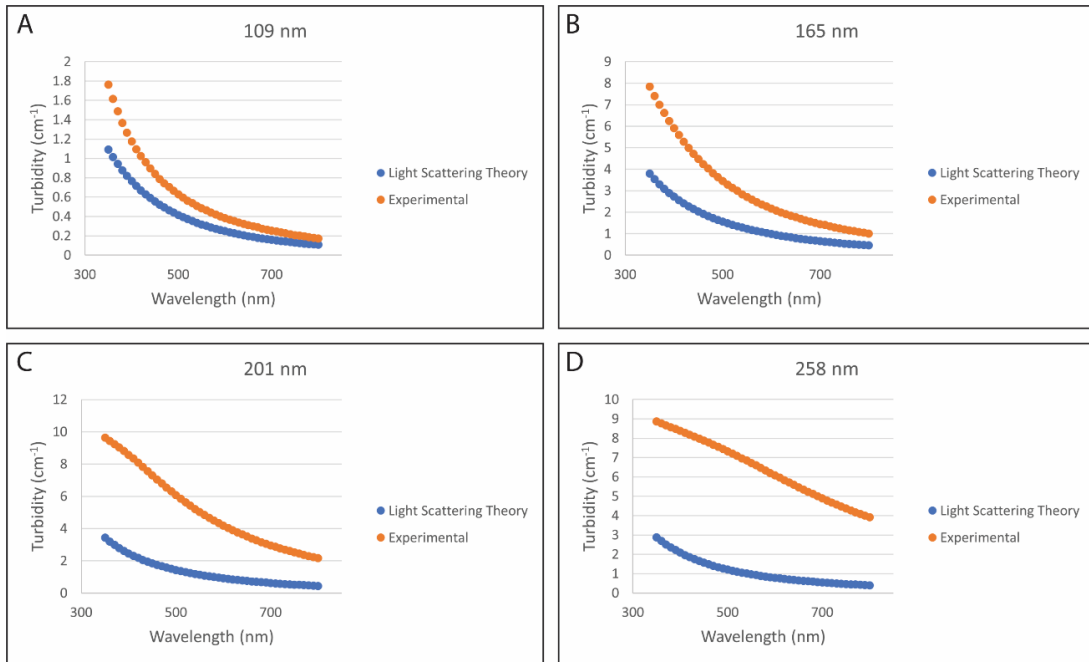 A
109 nm
2
1.8
1.6
1.4
1.2
1
0.8
0.6
0.4
0.2
0
Turbidity (cm⁻¹)
300 500 700
Wavelength (nm)
Light Scattering Theory
Experimental
B
165 nm
9
8
7
6
5
4
3
2
1
0
Turbidity (cm⁻¹)
300 500 700
Wavelength (nm)
Light Scattering Theory
Experimental
C
201 nm
12
10
8
6
4
2
0
Turbidity (cm⁻¹)
300 500 700
Wavelength (nm)
Light Scattering Theory
Experimental
D
258 nm
10
9
8
7
6
5
4
3
2
1
0
Turbidity (cm⁻¹)
300 500 700
Wavelength (nm)
Light Scattering Theory
Experimental